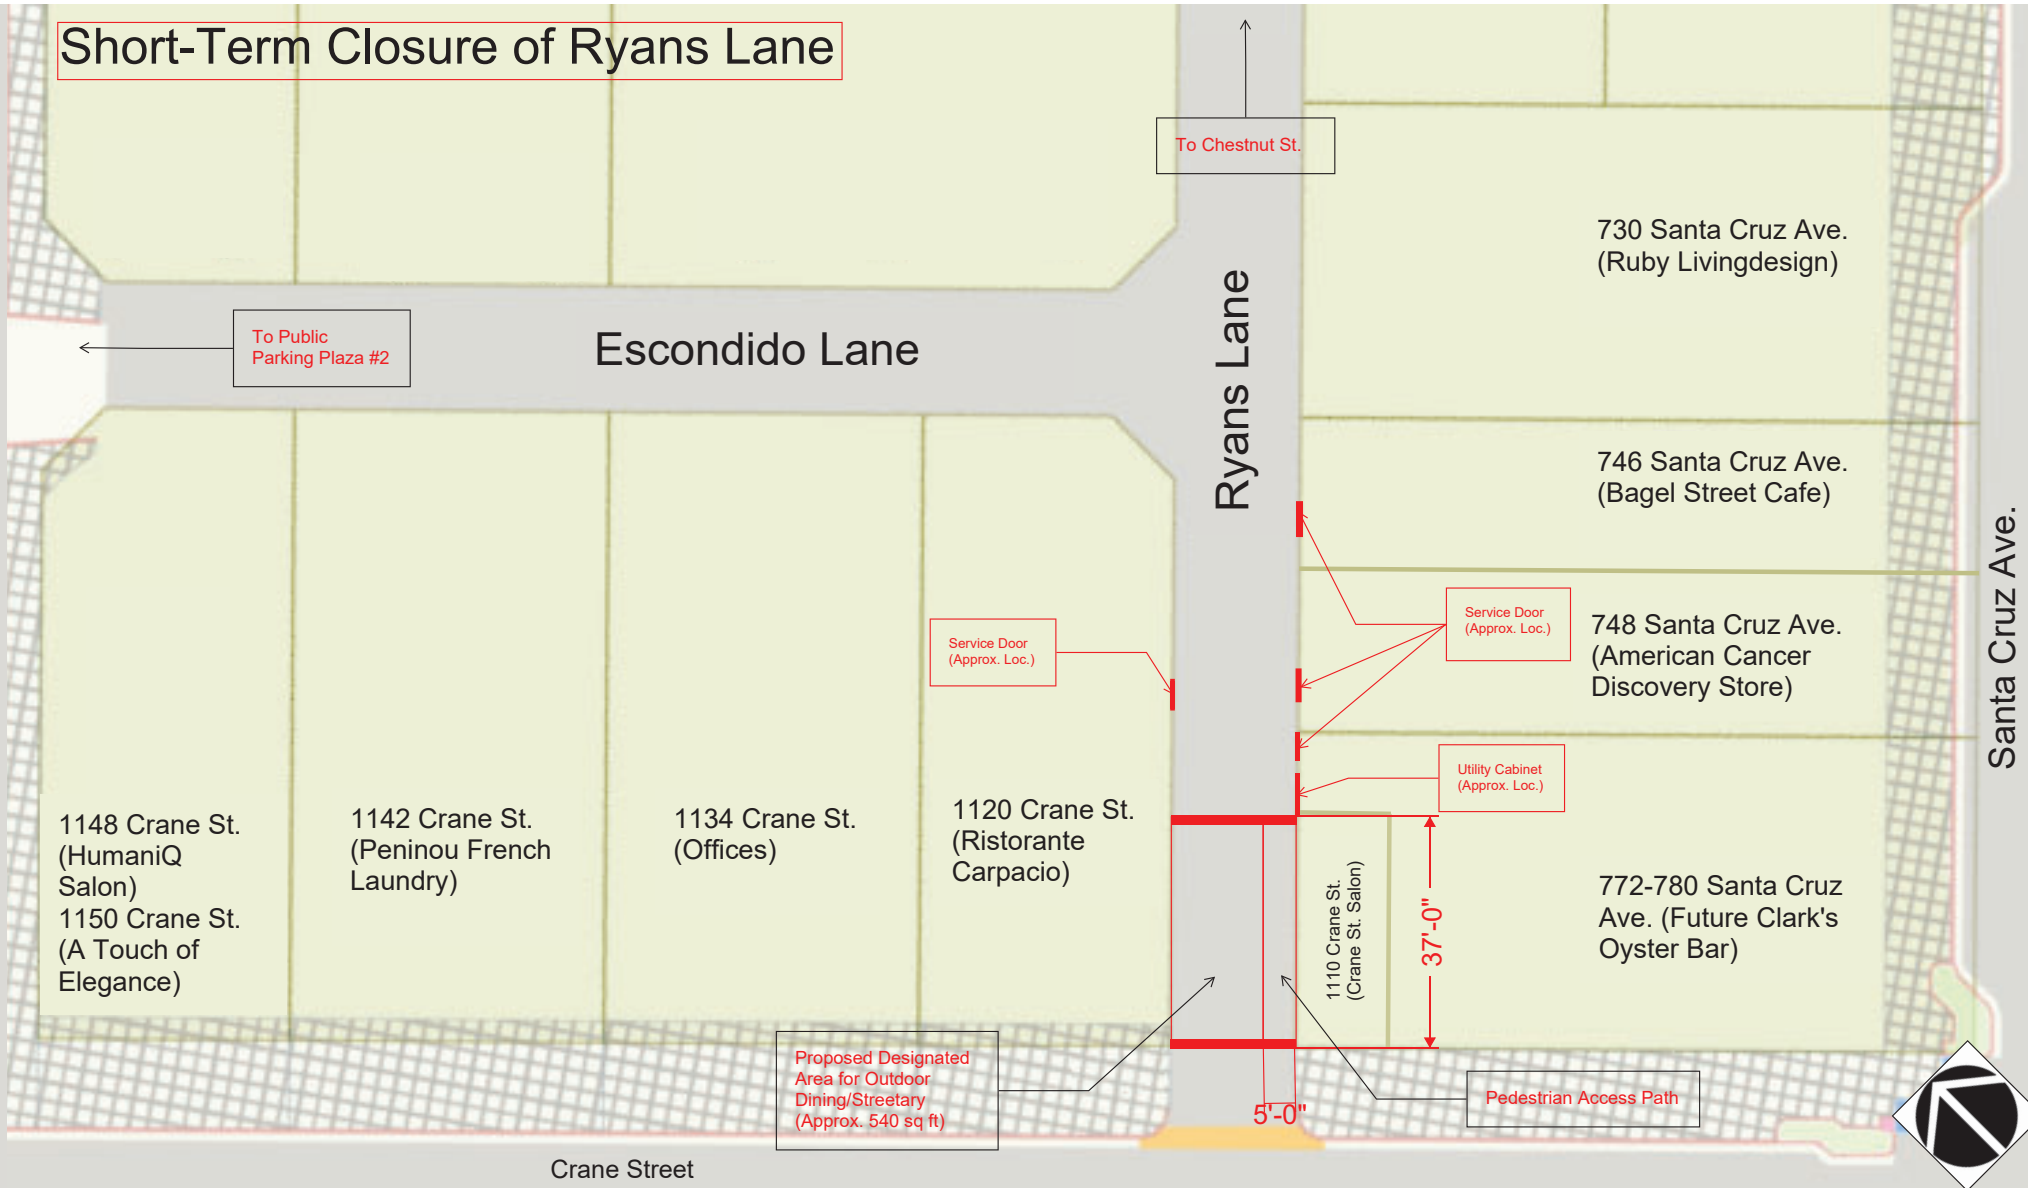 Short-Term Closure of Ryans Lane
To Chestnut St.
730 Santa Cruz Ave.
(Ruby Livingdesign)
To Public
Parking Plaza #2
Escondido Lane
Ryans Lane
746 Santa Cruz Ave.
(Bagel Street Cafe)
Santa Cruz Ave.
Service Door
(Approx. Loc.)
Service Door
(Approx. Loc.)
748 Santa Cruz Ave.
(American Cancer
Discovery Store)
Utility Cabinet
(Approx. Loc.)
1148 Crane St.
(HumaniQ
Salon)
1150 Crane St.
(A Touch of
Elegance)
1142 Crane St.
(Peninou French
Laundry)
1134 Crane St.
(Offices)
1120 Crane St.
(Ristorante
Carpacio)
1110 Crane St.
(Crane St. Salon)
37'-0"
772-780 Santa Cruz
Ave. (Future Clark's
Oyster Bar)
Proposed Designated
Area for Outdoor
Dining/Streetary
(Approx. 540 sq ft)
5'-0"
Pedestrian Access Path
Crane Street